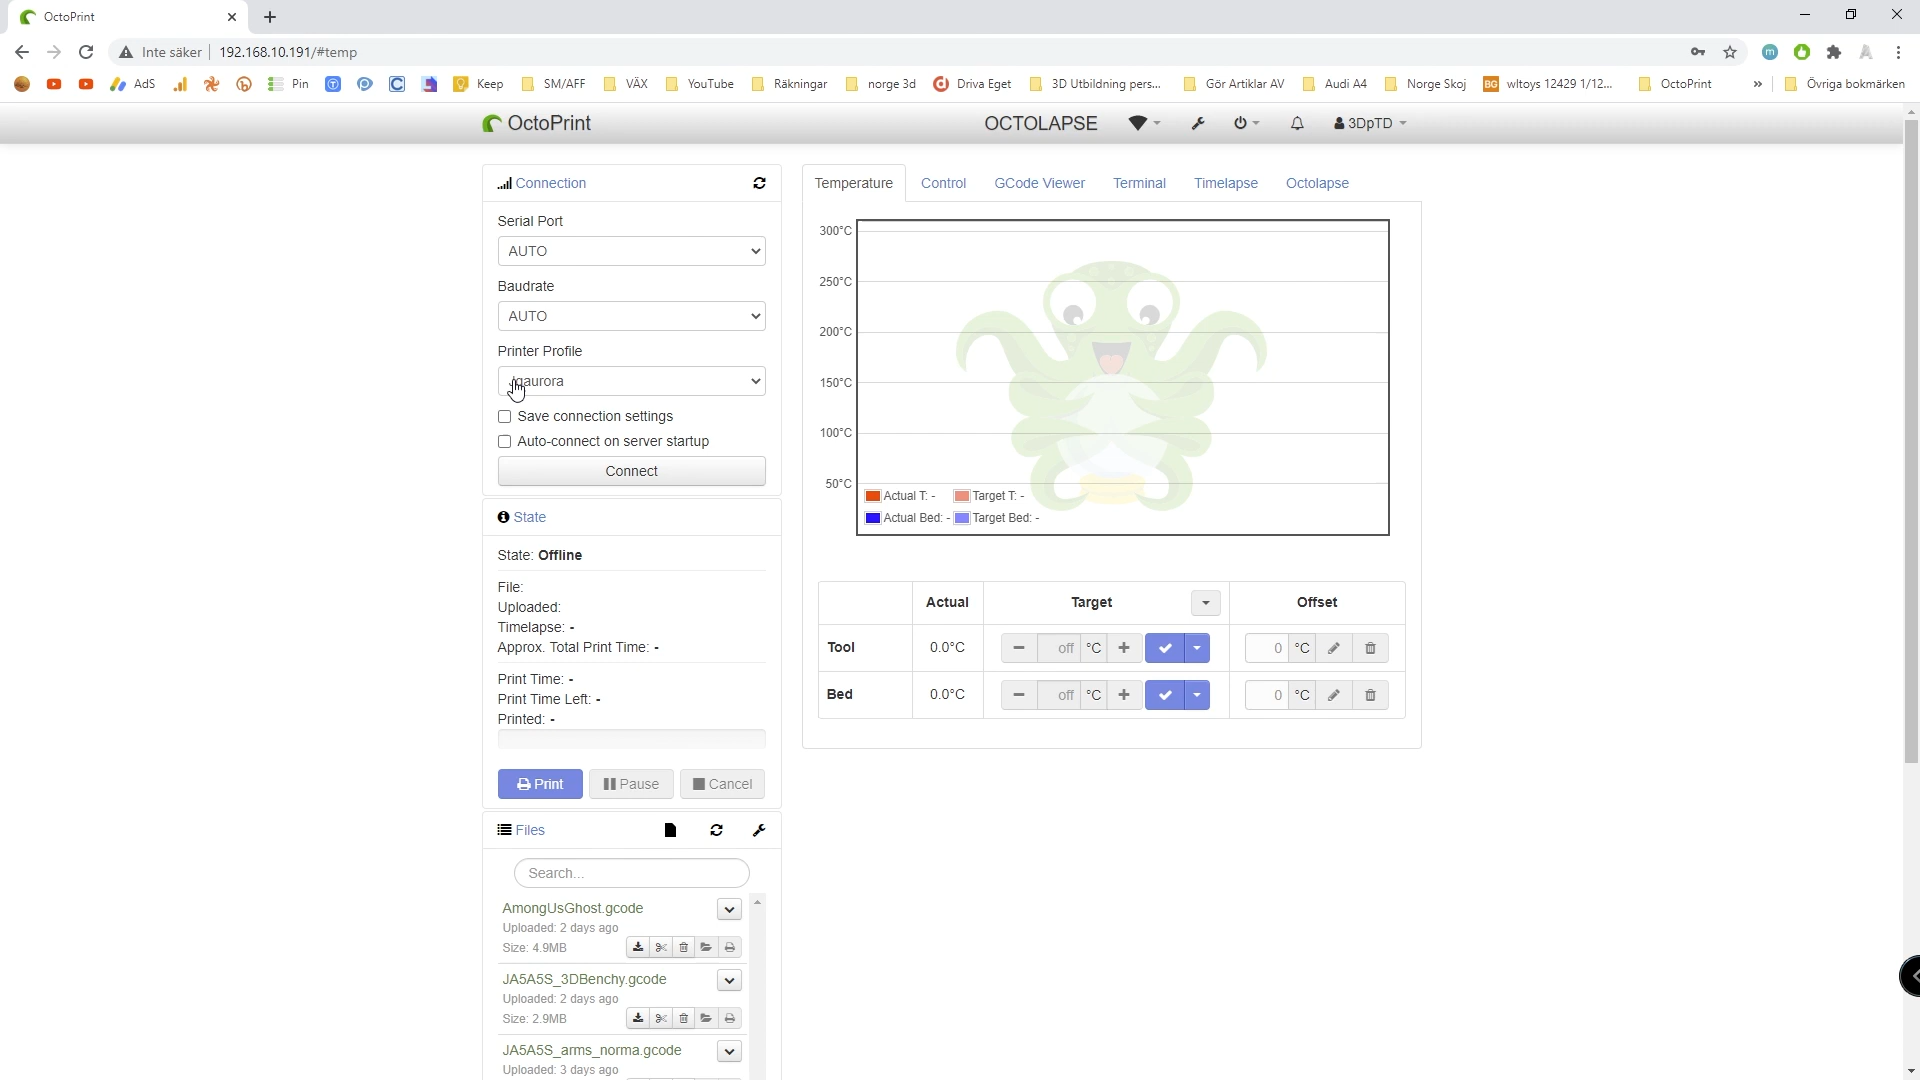 OctoPrint
Inte säker 192.168.10.191/#temp
AdS Pin Keep SM/AFF VÄX YouTube Räkningar norge 3d Driva Eget 3D Utbildning pers... Gör Artiklar AV Audi A4 Norge Skoj BG wltoys 12429 1/12... OctoPrint » Övriga bokmärken
OctoPrint OCTOLAPSE 3DpTD
Connection
Serial Port
AUTO
Baudrate
AUTO
Printer Profile
Save connection settings
Auto-connect on server startup
Connect
State
State: Offline
File:
Uploaded:
Timelapse: -
Approx. Total Print Time: -
Print Time: -
Print Time Left: -
Printed: -
Print Pause Cancel
Files
Search...
AmongUsGhost.gcode
Uploaded: 2 days ago
Size: 4.9MB
JA5A5S_3DBenchy.gcode
Uploaded: 2 days ago
Size: 2.9MB
JA5A5S_arms_norma.gcode
Uploaded: 3 days ago
Temperature Control GCode Viewer Terminal Timelapse Octolapse
300°C
250°C
200°C
150°C
100°C
50°C
Actual T: - Target T: -
Actual Bed: - Target Bed: -
Actual Target Offset
Tool 0.0°C off °C 0 °C
Bed 0.0°C off °C 0 °C